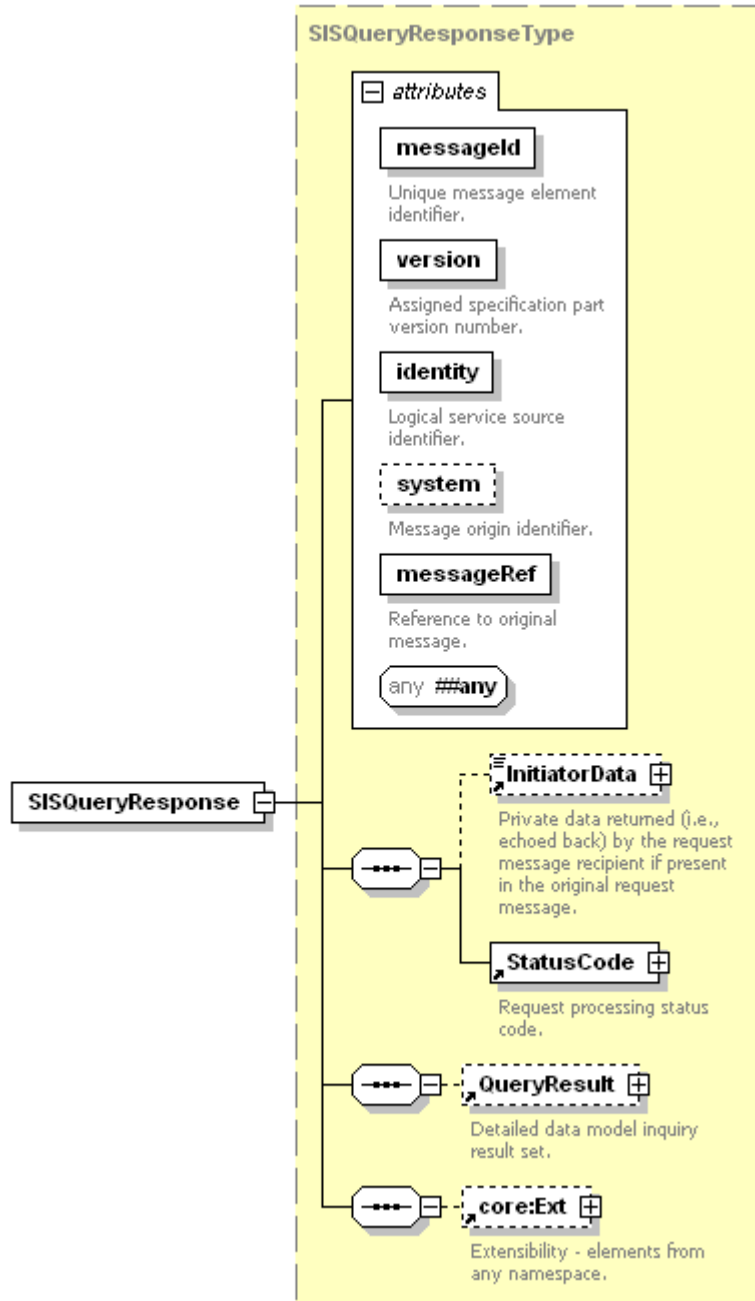 SISQueryResponseType
attributes
messageId
Unique message element
identifier.
version
Assigned specification part
version number.
identity
Logical service source
identifier.
system
Message origin identifier.
messageRef
Reference to original
message.
any ##any
SISQueryResponse
InitiatorData
Private data returned (i.e.,
echoed back) by the request
message recipient if present
in the original request
message.
StatusCode
Request processing status
code.
QueryResult
Detailed data model inquiry
result set.
core:Ext
Extensibility - elements from
any namespace.